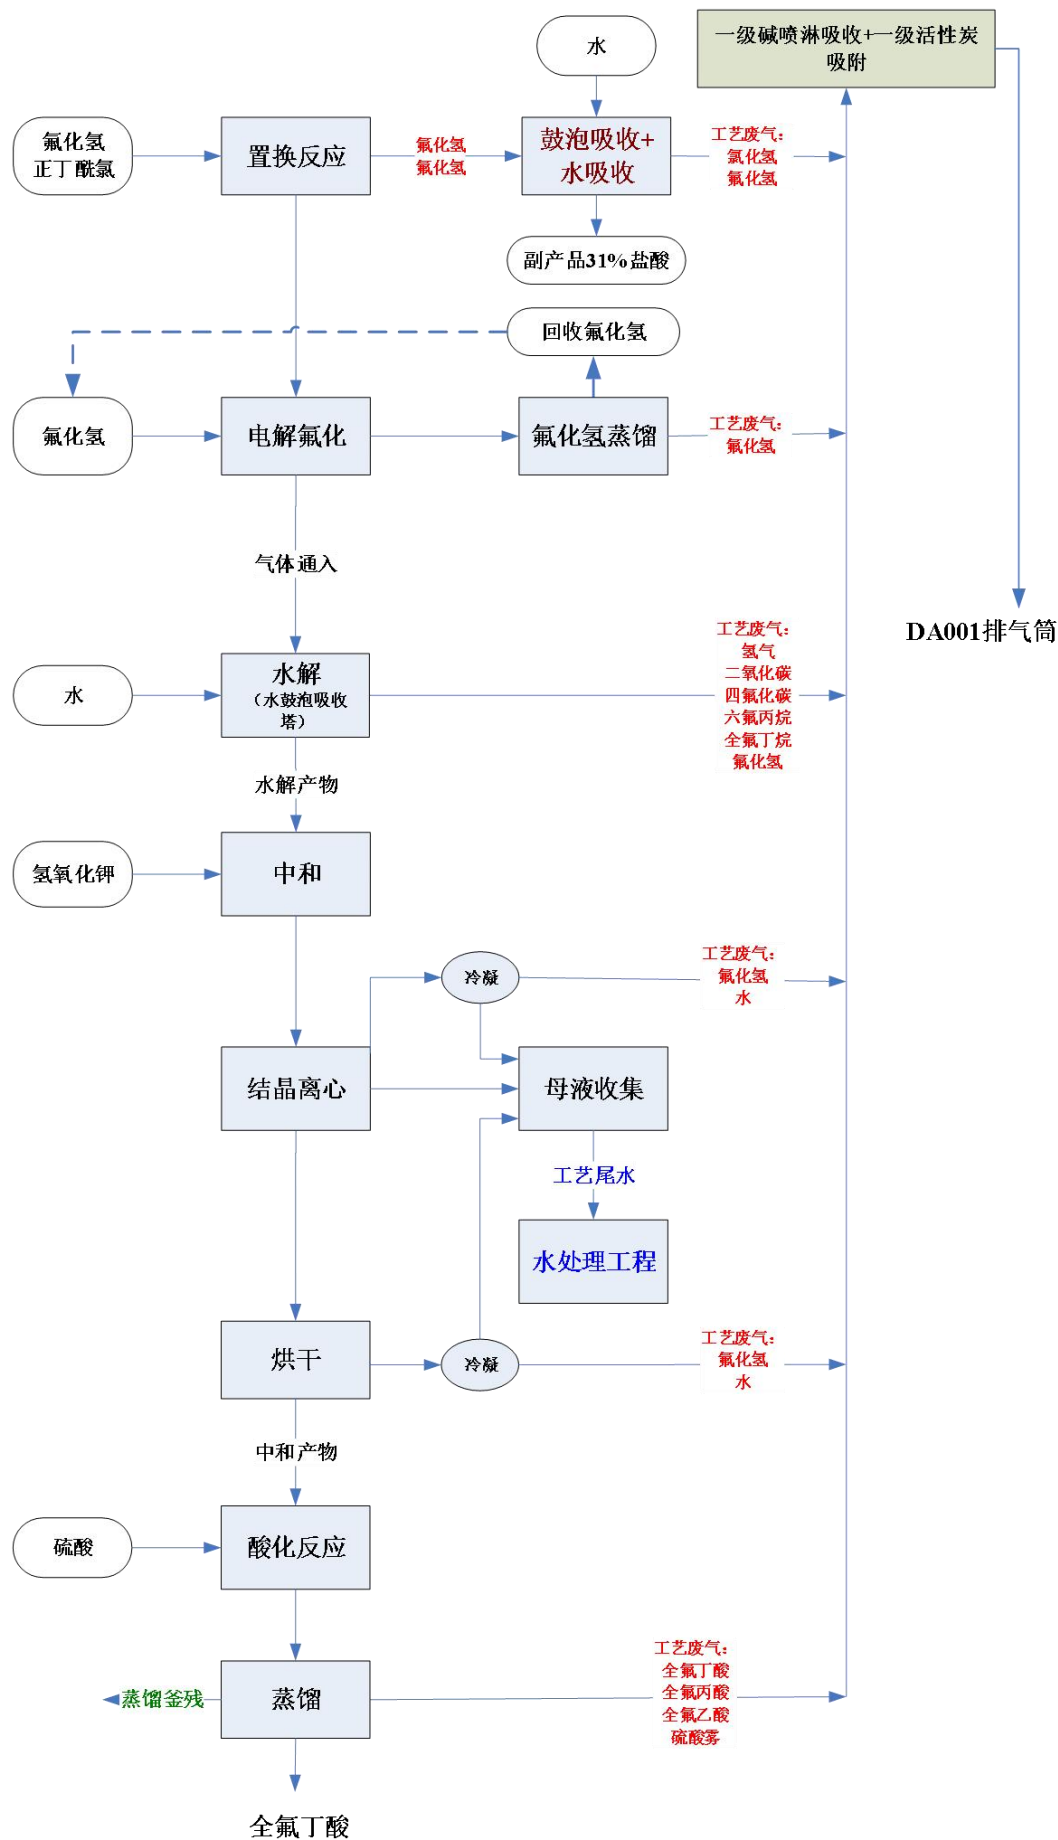 水
一级碱喷淋吸收+一级活性炭
吸附
氟化氢
正丁酰氯
置换反应
氟化氢
氟化氢
鼓泡吸收+
水吸收
工艺废气：
氯化氢
氟化氢
副产品31%盐酸
回收氟化氢
氟化氢
电解氟化
氟化氢蒸馏
工艺废气：
氟化氢
气体通入
DA001排气筒
水
水解
（水鼓泡吸收
塔）
工艺废气：
氢气
二氧化碳
四氟化碳
六氟丙烷
全氟丁烷
氟化氢
水解产物
氢氧化钾
中和
冷凝
工艺废气：
氟化氢
水
结晶离心
母液收集
工艺尾水
水处理工程
烘干
冷凝
工艺废气：
氟化氢
水
中和产物
硫酸
酸化反应
蒸馏釜残
蒸馏
工艺废气：
全氟丁酸
全氟丙酸
全氟乙酸
硫酸雾
全氟丁酸